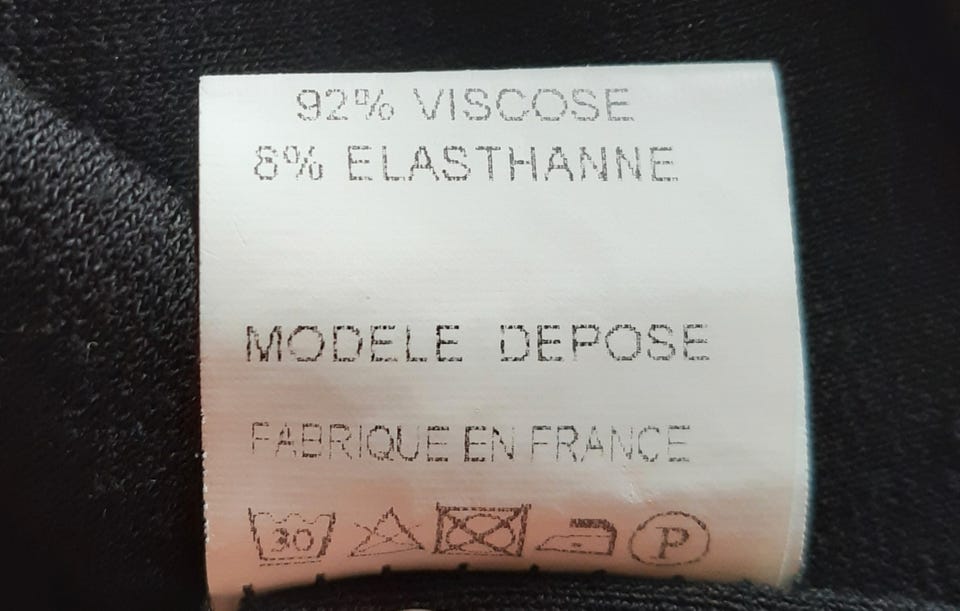 92% VISCOSE
8% ELASTHANNE
MODELE DEPOSE
FABRIQUE EN FRANCE
30 P